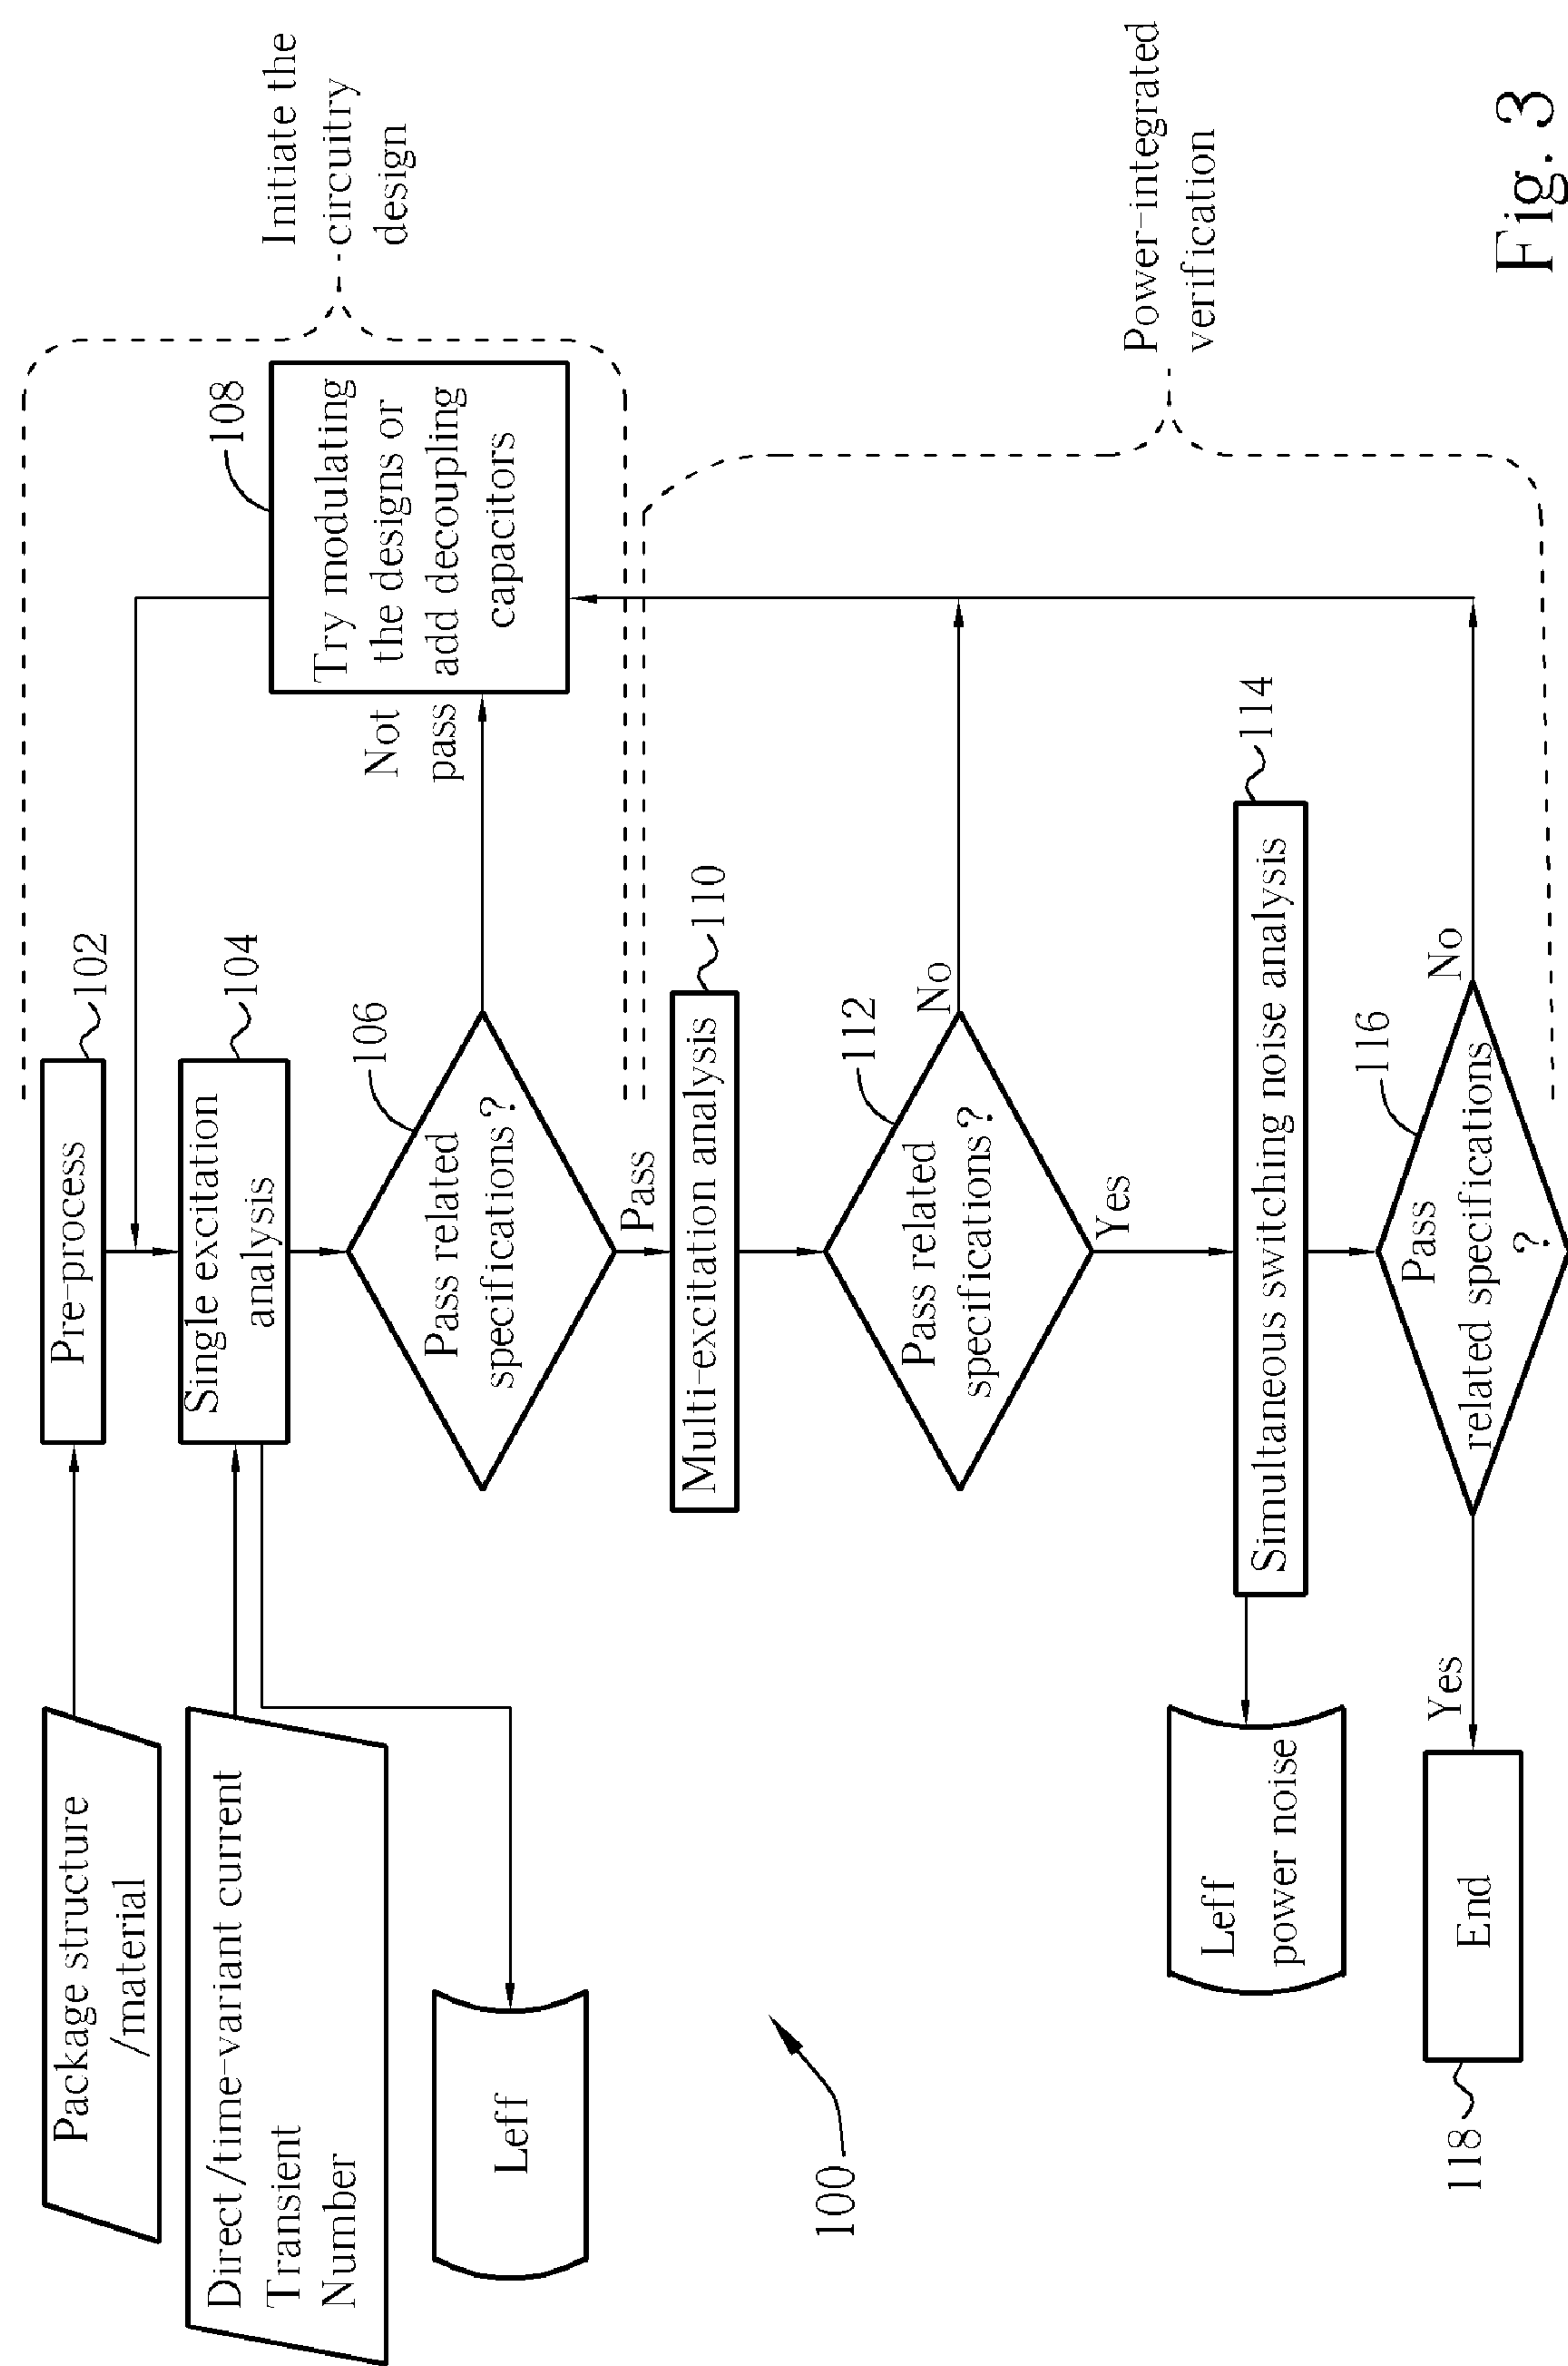 Package structure
/material
Pre-process
102
Direct/time-variant current
Transient
Number
Single excitation
analysis
104
Leff
Pass related
specifications?
106
Not
pass
Try modulating
the designs or
add decoupling
capacitors
108
Initiate the
circuitry
design
Pass
Multi-excitation analysis
110
Pass related
specifications?
112
No
Yes
100
Simultaneous switching noise analysis
114
Leff
power noise
Power-integrated
verification
Pass
related specifications
?
116
No
Yes
End
118
Fig. 3